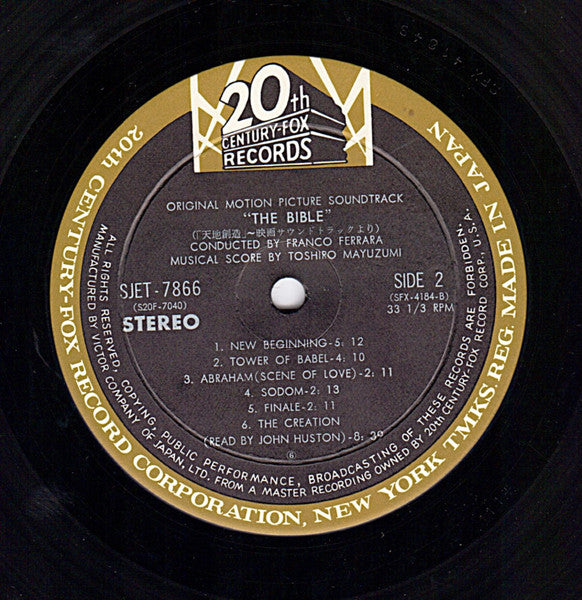 20th
CENTURY-FOX
RECORDS
ORIGINAL MOTION PICTURE SOUNDTRACK
"THE BIBLE"
(「天地創造」~映画サウンドトラックより)
CONDUCTED BY FRANCO FERRARA
MUSICAL SCORE BY TOSHIRO MAYUZUMI
SJET-7866
(S20F-7040)
STEREO
SIDE 2
(SFX-4184-B)
33 1/3 RPM
1. NEW BEGINNING-5: 12
2. TOWER OF BABEL-4: 10
3. ABRAHAM(SCENE OF LOVE)-2: 11
4. SODOM-2: 13
5. FINALE-2: 11
6. THE CREATION
(READ BY JOHN HUSTON)-8: 39
⑥
ALL RIGHTS RESERVED, COPYING, PUBLIC PERFORMANCE, BROADCASTING OF THESE RECORDS ARE FORBIDDEN.
MANUFACTURED BY VICTOR COMPANY OF JAPAN, LTD. FROM A MASTER RECORDING OWNED BY 20th CENTURY-FOX RECORD CORP., U.S.A.
20th CENTURY-FOX RECORD CORPORATION, NEW YORK TMKS REG. MADE IN JAPAN